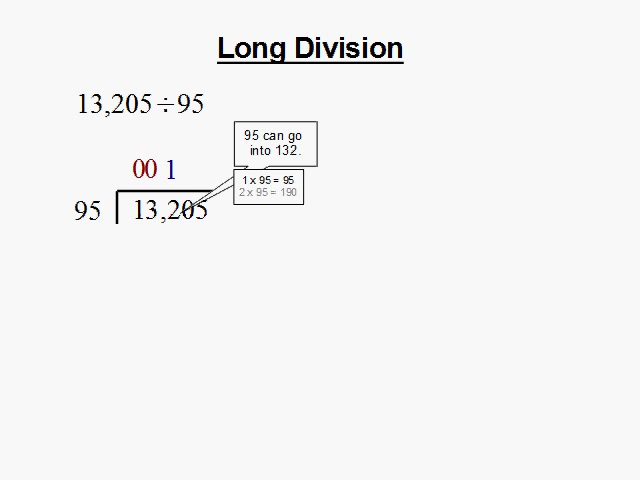 Long Division
13,205 ÷ 95
95 can go
into 132.
00 1
1 x 95 = 95
2 x 95 = 190
95 13,205